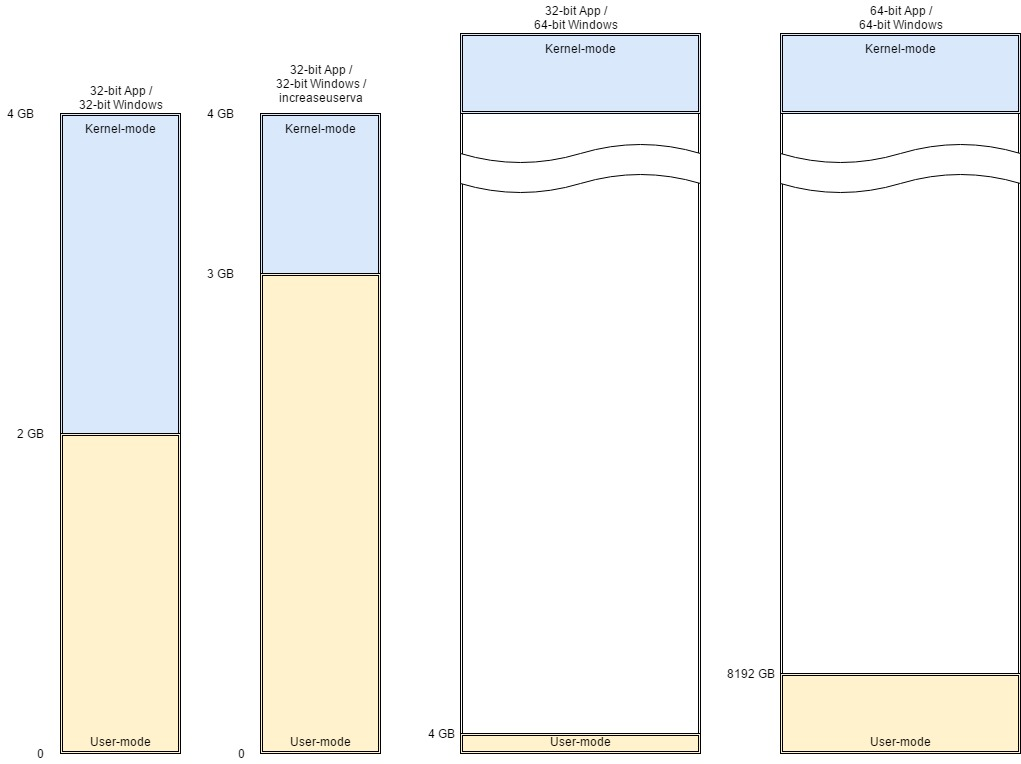 32-bit App /
32-bit Windows
4 GB
Kernel-mode
2 GB
User-mode
0
32-bit App /
32-bit Windows /
increaseuserva
4 GB
Kernel-mode
3 GB
User-mode
0
32-bit App /
64-bit Windows
Kernel-mode
4 GB
User-mode
64-bit App /
64-bit Windows
Kernel-mode
8192 GB
User-mode